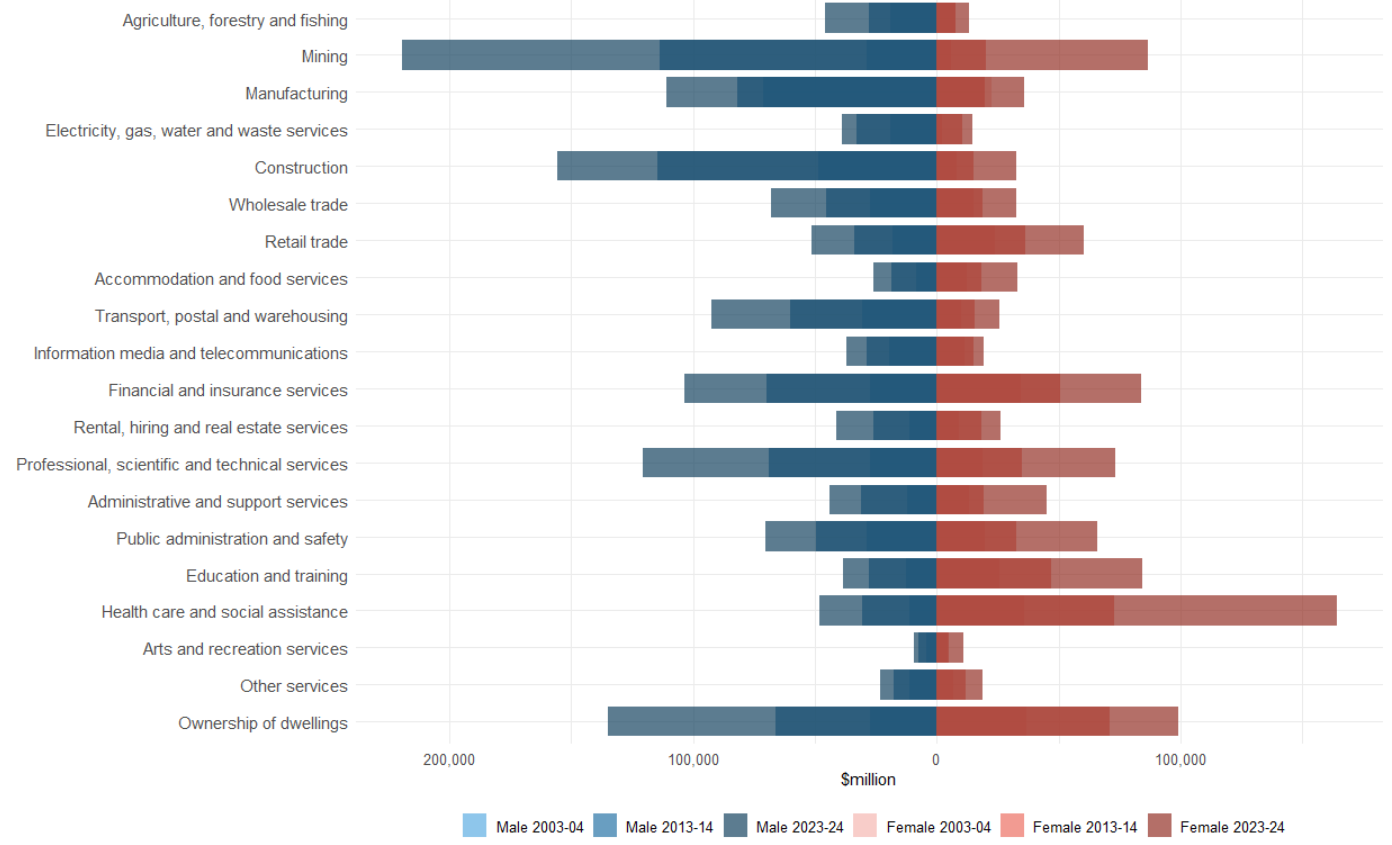 Agriculture, forestry and fishing
Mining
Manufacturing
Electricity, gas, water and waste services
Construction
Wholesale trade
Retail trade
Accommodation and food services
Transport, postal and warehousing
Information media and telecommunications
Financial and insurance services
Rental, hiring and real estate services
Professional, scientific and technical services
Administrative and support services
Public administration and safety
Education and training
Health care and social assistance
Arts and recreation services
Other services
Ownership of dwellings
200,000 100,000 0 100,000
$million
Male 2003-04 Male 2013-14 Male 2023-24 Female 2003-04 Female 2013-14 Female 2023-24